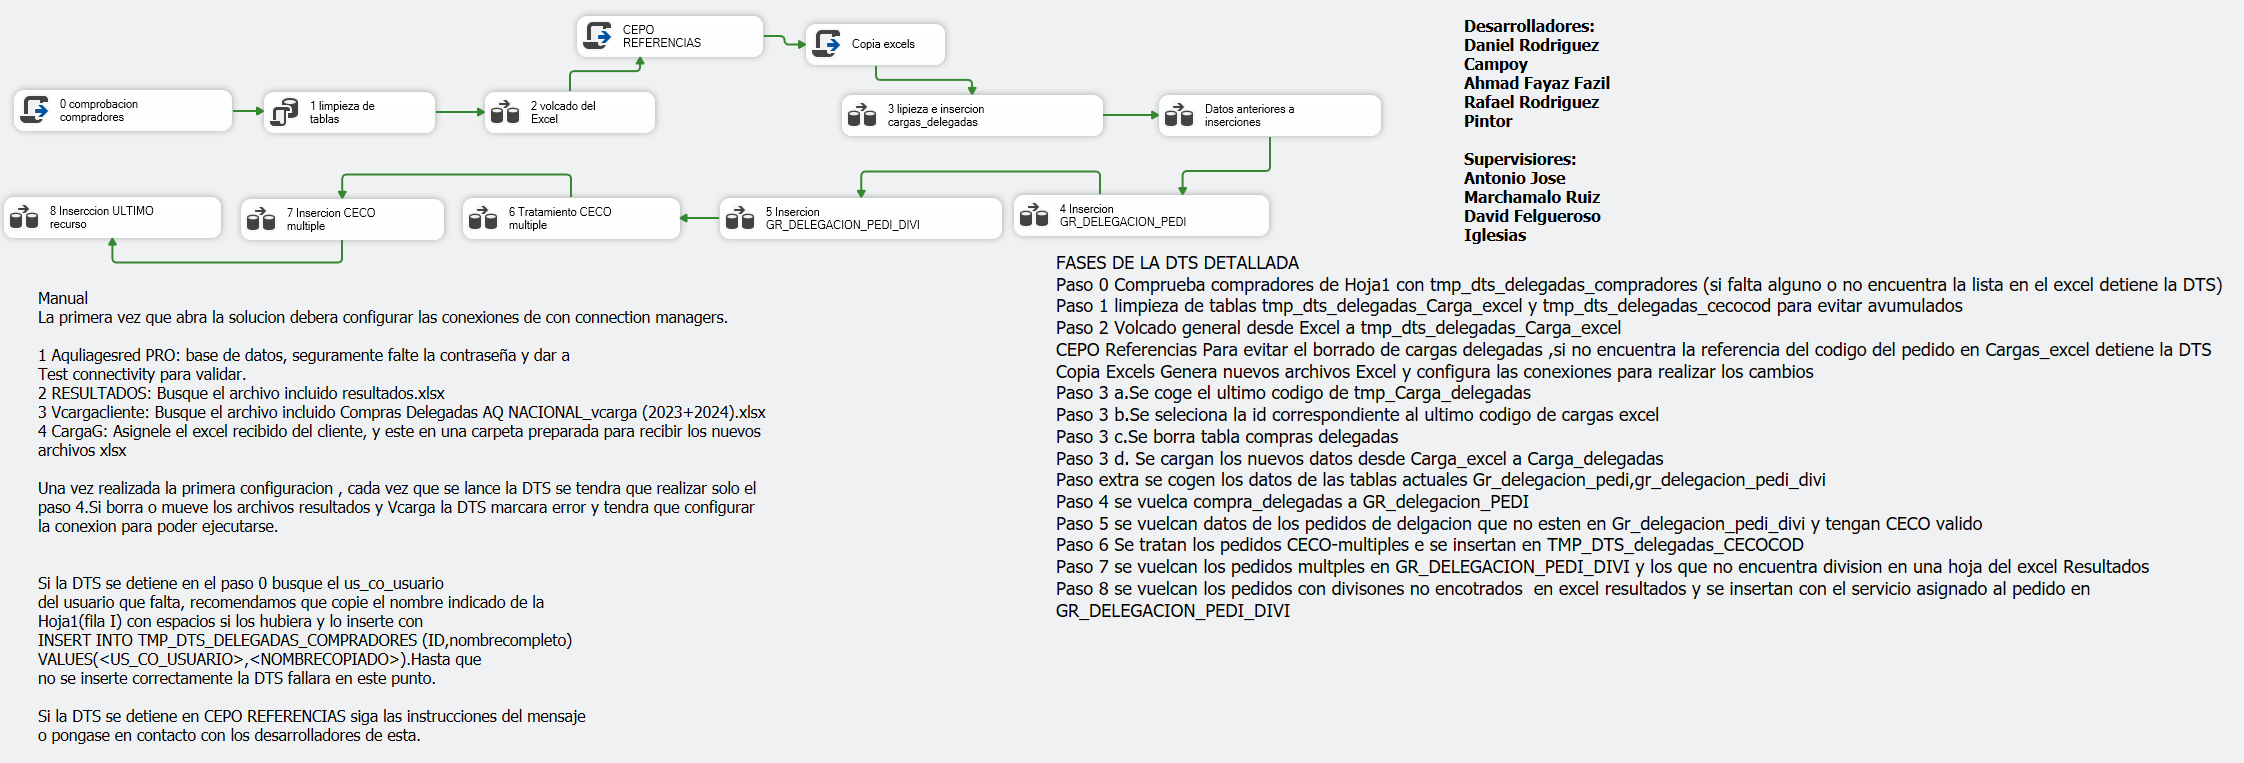 CEPO
REFERENCIAS
Copia excels
0 comprobacion
compradores
1 limpieza de
tablas
2 volcado del
Excel
3 lipieza e insercion
cargas_delegadas
Datos anteriores a
inserciones
8 Inserccion ULTIMO
recurso
7 Insercion CECO
multiple
6 Tratamiento CECO
multiple
5 Insercion
GR_DELEGACION_PEDI_DIVI
4 Insercion
GR_DELEGACION_PEDI
Desarrolladores:
Daniel Rodriguez
Campoy
Ahmad Fayaz Fazil
Rafael Rodriguez
Pintor
Supervisiores:
Antonio Jose
Marchamalo Ruiz
David Felgueroso
Iglesias
Manual
La primera vez que abra la solucion debera configurar las conexiones de con connection managers.
1 Aquliagesred PRO: base de datos, seguramente falte la contraseña y dar a
Test connectivity para validar.
2 RESULTADOS: Busque el archivo incluido resultados.xlsx
3 Vcargacliente: Busque el archivo incluido Compras Delegadas AQ NACIONAL_vcarga (2023+2024).xlsx
4 CargaG: Asignele el excel recibido del cliente, y este en una carpeta preparada para recibir los nuevos
archivos xlsx
Una vez realizada la primera configuracion , cada vez que se lance la DTS se tendra que realizar solo el
paso 4.Si borra o mueve los archivos resultados y Vcarga la DTS marcara error y tendra que configurar
la conexion para poder ejecutarse.
Si la DTS se detiene en el paso 0 busque el us_co_usuario
del usuario que falta, recomendamos que copie el nombre indicado de la
Hoja1(fila I) con espacios si los hubiera y lo inserte con
INSERT INTO TMP_DTS_DELEGADAS_COMPRADORES (ID,nombrecompleto)
VALUES(<US_CO_USUARIO>,<NOMBRECOPIADO>).Hasta que
no se inserte correctamente la DTS fallara en este punto.
Si la DTS se detiene en CEPO REFERENCIAS siga las instrucciones del mensaje
o pongase en contacto con los desarrolladores de esta.
FASES DE LA DTS DETALLADA
Paso 0 Comprueba compradores de Hoja1 con tmp_dts_delegadas_compradores (si falta alguno o no encuentra la lista en el excel detiene la DTS)
Paso 1 limpieza de tablas tmp_dts_delegadas_Carga_excel y tmp_dts_delegadas_cecocod para evitar avumulados
Paso 2 Volcado general desde Excel a tmp_dts_delegadas_Carga_excel
CEPO Referencias Para evitar el borrado de cargas delegadas ,si no encuentra la referencia del codigo del pedido en Cargas_excel detiene la DTS
Copia Excels Genera nuevos archivos Excel y configura las conexiones para realizar los cambios
Paso 3 a.Se coge el ultimo codigo de tmp_Carga_delegadas
Paso 3 b.Se seleciona la id correspondiente al ultimo codigo de cargas excel
Paso 3 c.Se borra tabla compras delegadas
Paso 3 d. Se cargan los nuevos datos desde Carga_excel a Carga_delegadas
Paso extra se cogen los datos de las tablas actuales Gr_delegacion_pedi,gr_delegacion_pedi_divi
Paso 4 se vuelca compra_delegadas a GR_delegacion_PEDI
Paso 5 se vuelcan datos de los pedidos de delgacion que no esten en Gr_delegacion_pedi_divi y tengan CECO valido
Paso 6 Se tratan los pedidos CECO-multiples e se insertan en TMP_DTS_delegadas_CECOCOD
Paso 7 se vuelcan los pedidos multples en GR_DELEGACION_PEDI_DIVI y los que no encuentra division en una hoja del excel Resultados
Paso 8 se vuelcan los pedidos con divisones no encotrados  en excel resultados y se insertan con el servicio asignado al pedido en
GR_DELEGACION_PEDI_DIVI